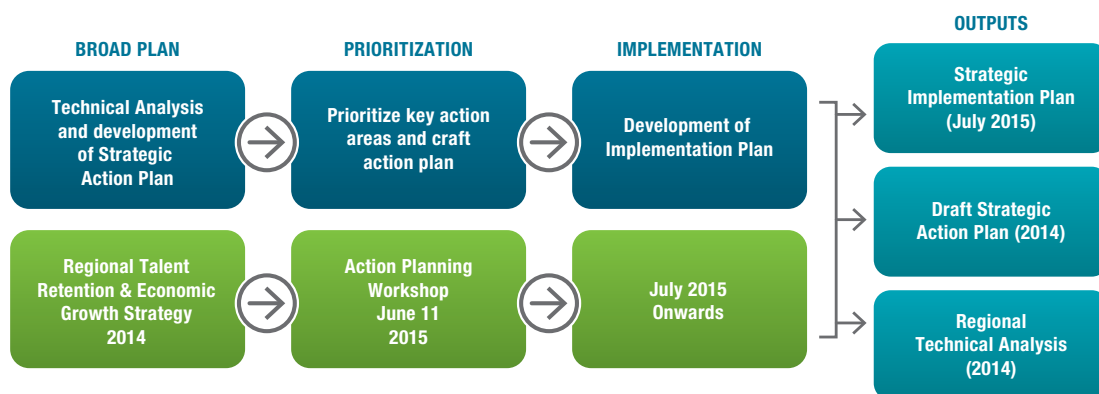 BROAD PLAN
Technical Analysis
and development
of Strategic
Action Plan
PRIORITIZATION
Prioritize key action
areas and craft
action plan
IMPLEMENTATION
Development of
Implementation Plan
Regional Talent
Retention & Economic
Growth Strategy
2014
Action Planning
Workshop
June 11
2015
July 2015
Onwards
OUTPUTS
Strategic
Implementation Plan
(July 2015)
Draft Strategic
Action Plan (2014)
Regional
Technical Analysis
(2014)